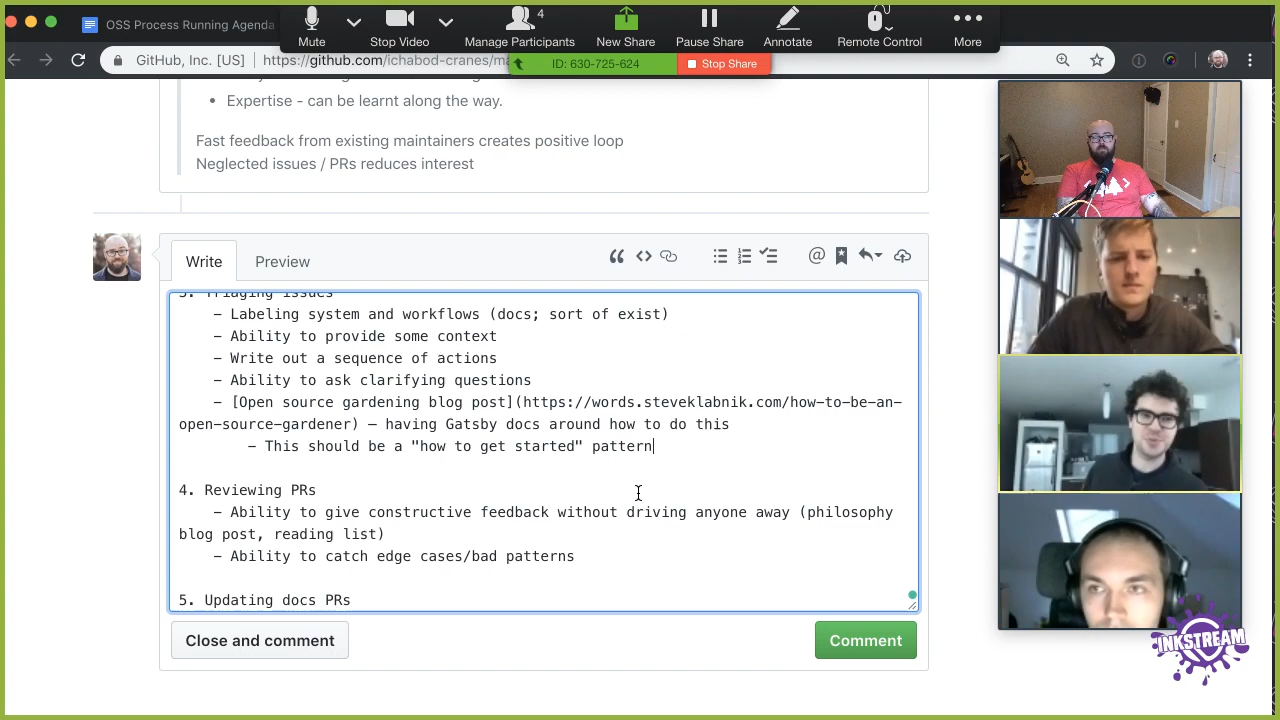 OSS Process Running Agenda
4
Mute
Stop Video
Manage Participants
New Share
Pause Share
Annotate
Remote Control
More
ID: 630-725-624
Stop Share
GitHub, Inc. [US]
https://github.com/ichabod-cranes/ma
• Expertise - can be learnt along the way.
Fast feedback from existing maintainers creates positive loop
Neglected issues / PRs reduces interest
Write
Preview
3. Triaging issues
– Labeling system and workflows (docs; sort of exist)
– Ability to provide some context
– Write out a sequence of actions
– Ability to ask clarifying questions
– [Open source gardening blog post](https://words.steveklabnik.com/how-to-be-an-
open-source-gardener) — having Gatsby docs around how to do this
– This should be a "how to get started" pattern
4. Reviewing PRs
– Ability to give constructive feedback without driving anyone away (philosophy
blog post, reading list)
– Ability to catch edge cases/bad patterns
5. Updating docs PRs
Close and comment
Comment
INKSTREAM